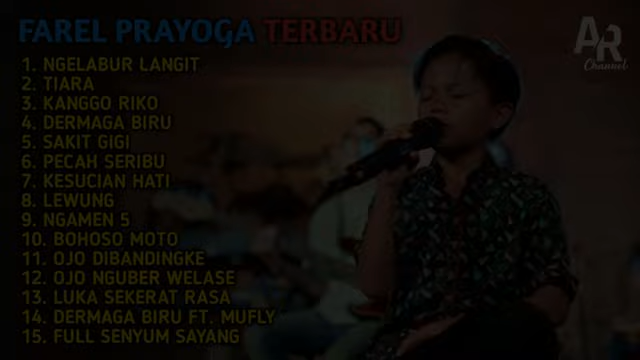 FAREL PRAYOGA TERBARU
1. NGELABUR LANGIT
2. TIARA
3. KANGGO RIKO
4. DERMAGA BIRU
5. SAKIT GIGI
6. PECAH SERIBU
7. KESUCIAN HATI
8. LEWUNG
9. NGAMEN 5
10. BOHOSO MOTO
11. OJO DIBANDINGKE
12. OJO NGUBER WELASE
13. LUKA SEKERAT RASA
14. DERMAGA BIRU FT. MUFLY
15. FULL SENYUM SAYANG
AR
Channel